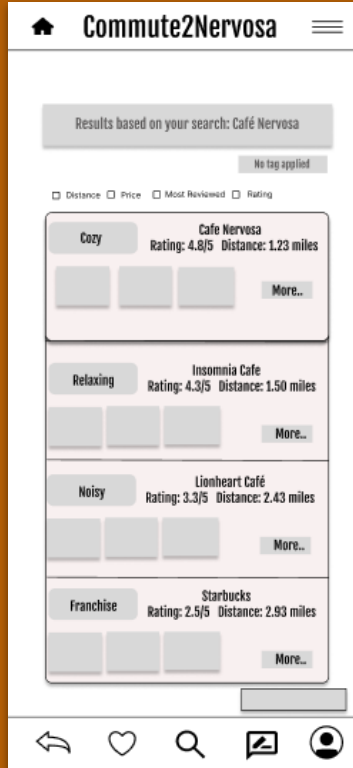 Commute2Nervosa
Results based on your search: Café Nervosa
No tag applied
Distance Price Most Reviewed Rating
Cozy
Cafe Nervosa
Rating: 4.8/5 Distance: 1.23 miles
More..
Relaxing
Insomnia Cafe
Rating: 4.3/5 Distance: 1.50 miles
More..
Noisy
Lionheart Café
Rating: 3.3/5 Distance: 2.43 miles
More..
Franchise
Starbucks
Rating: 2.5/5 Distance: 2.93 miles
More..